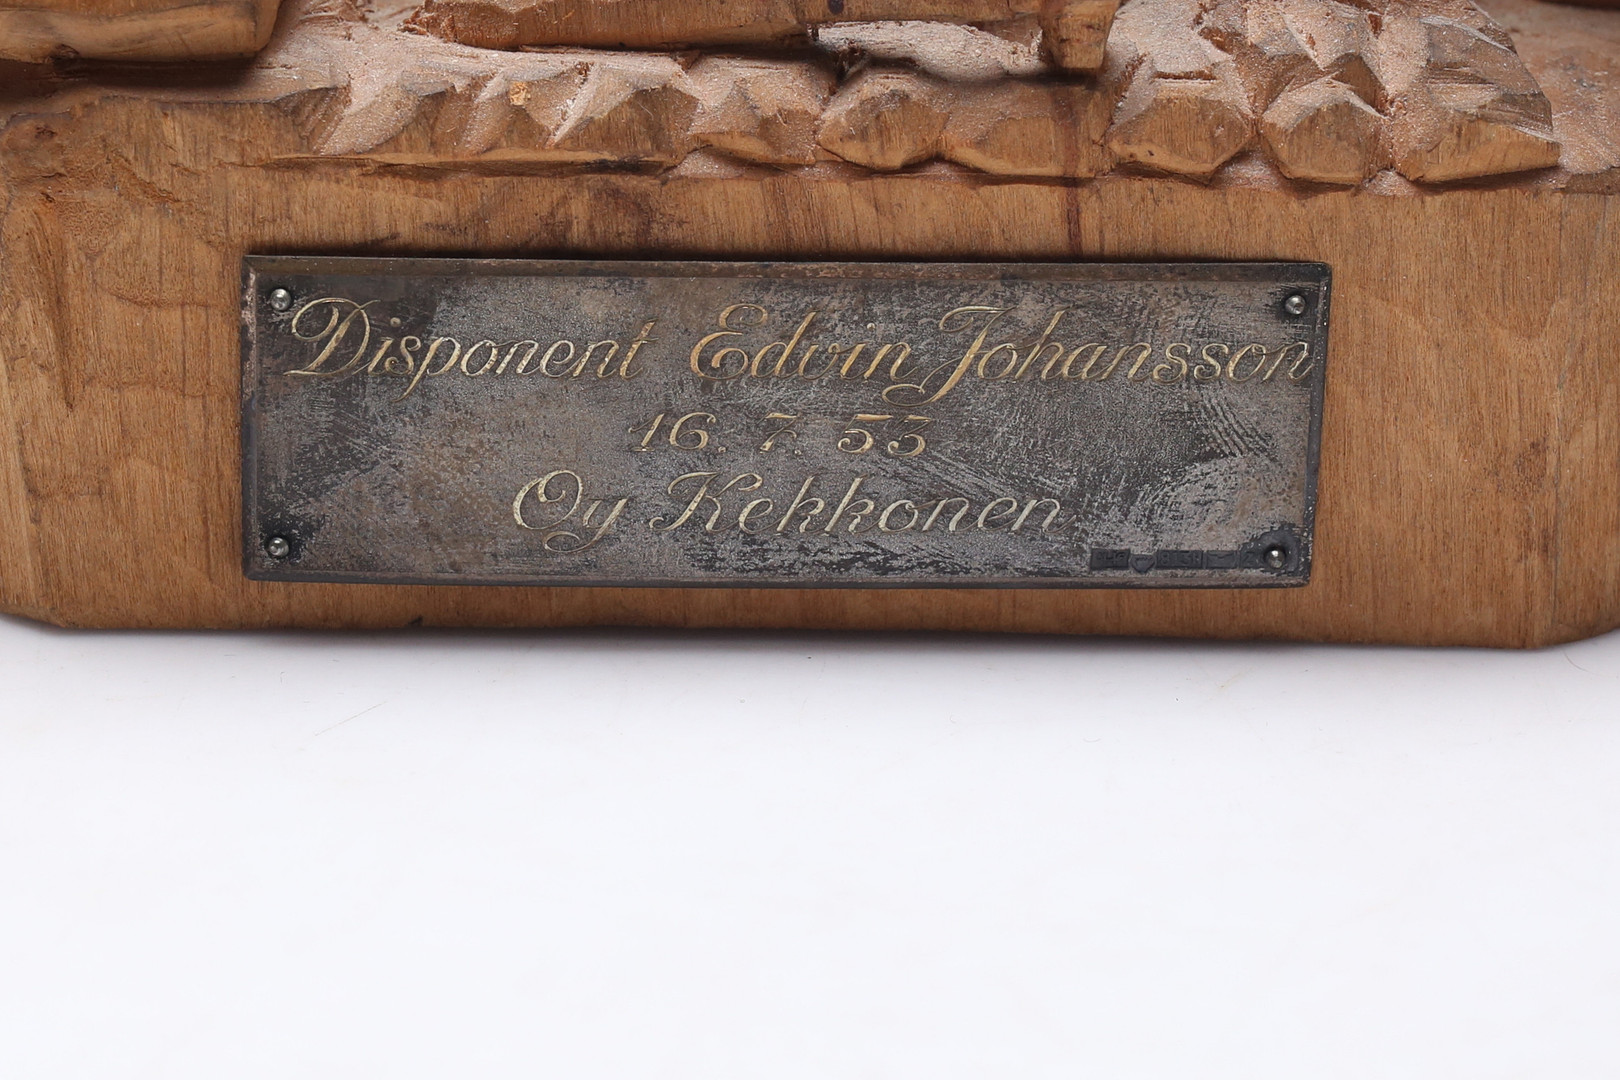 Disponent Edvin Johansson
16. 7. 53
Oy Kekkonen